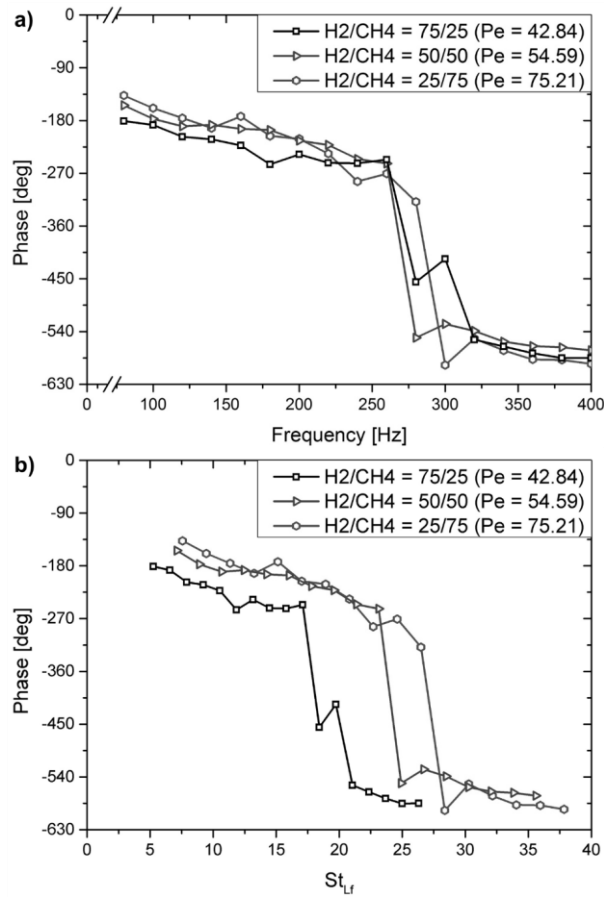 a)
0
-90
-180
-270
-360
-450
-540
-630
Phase [deg]
H2/CH4 = 75/25 (Pe = 42.84)
H2/CH4 = 50/50 (Pe = 54.59)
H2/CH4 = 25/75 (Pe = 75.21)
0 100 150 200 250 300 350 400
Frequency [Hz]
b)
0
-90
-180
-270
-360
-450
-540
-630
Phase [deg]
H2/CH4 = 75/25 (Pe = 42.84)
H2/CH4 = 50/50 (Pe = 54.59)
H2/CH4 = 25/75 (Pe = 75.21)
0 5 10 15 20 25 30 35 40
St_Lf